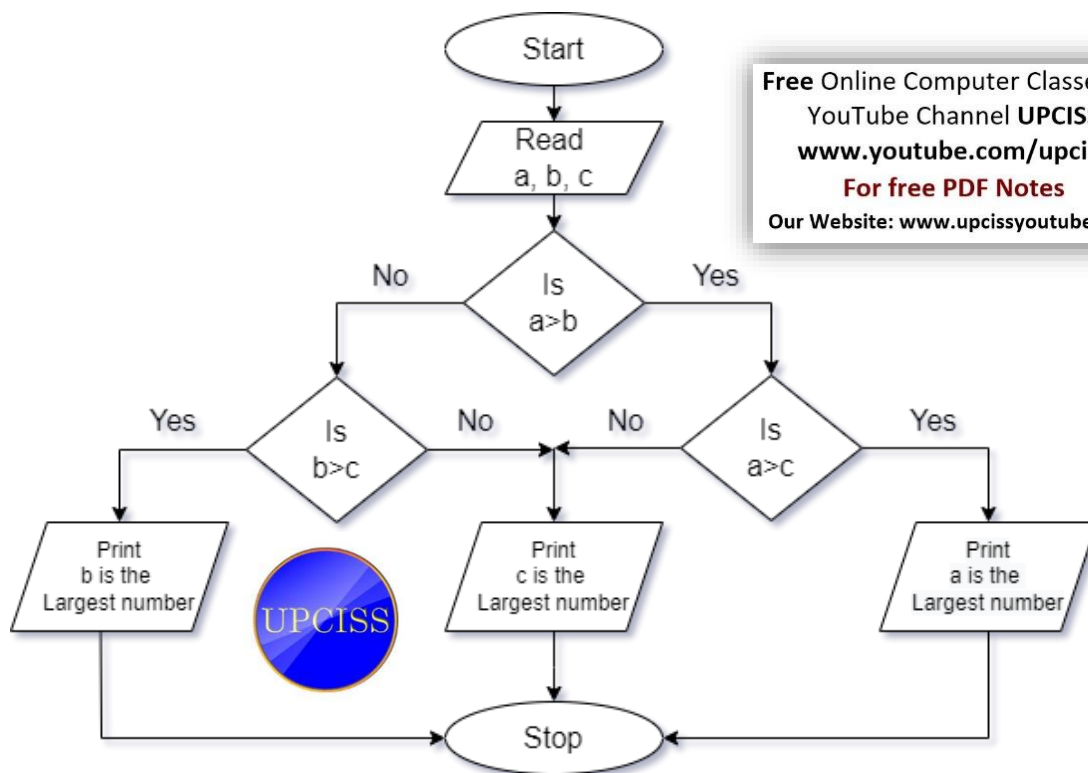 Start
Free Online Computer Classe
YouTube Channel UPCIS
www.youtube.com/upci
For free PDF Notes
Our Website: www.upcissyoutube
Read
a, b, c
Is
a>b
No
Yes
Is
b>c
Yes
No
Is
a>c
No
Yes
Print
b is the
Largest number
UPCISS
Print
c is the
Largest number
Print
a is the
Largest number
Stop